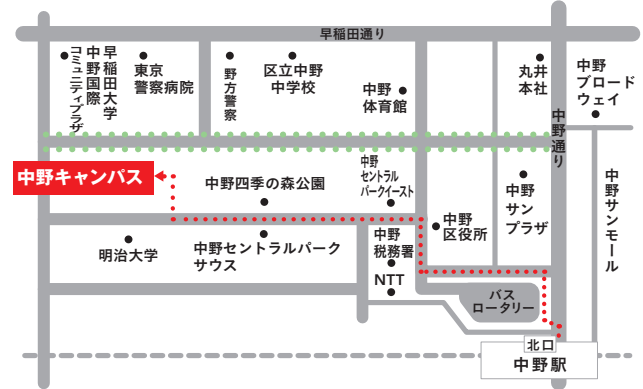 早稲田通り
早稲田大学
中野国際
コミュニティプラザ
東京
警察病院
野方警察
区立中野
中学校
中野
体育館
丸井
本社
中野
ブロード
ウェイ
中野通り
中野キャンパス
中野四季の森公園
中野
セントラル
パークイースト
中野
サン
プラザ
中野サンモール
明治大学
中野セントラルパーク
サウス
中野
税務署
NTT
中野
区役所
バス
ロータリー
北口
中野駅